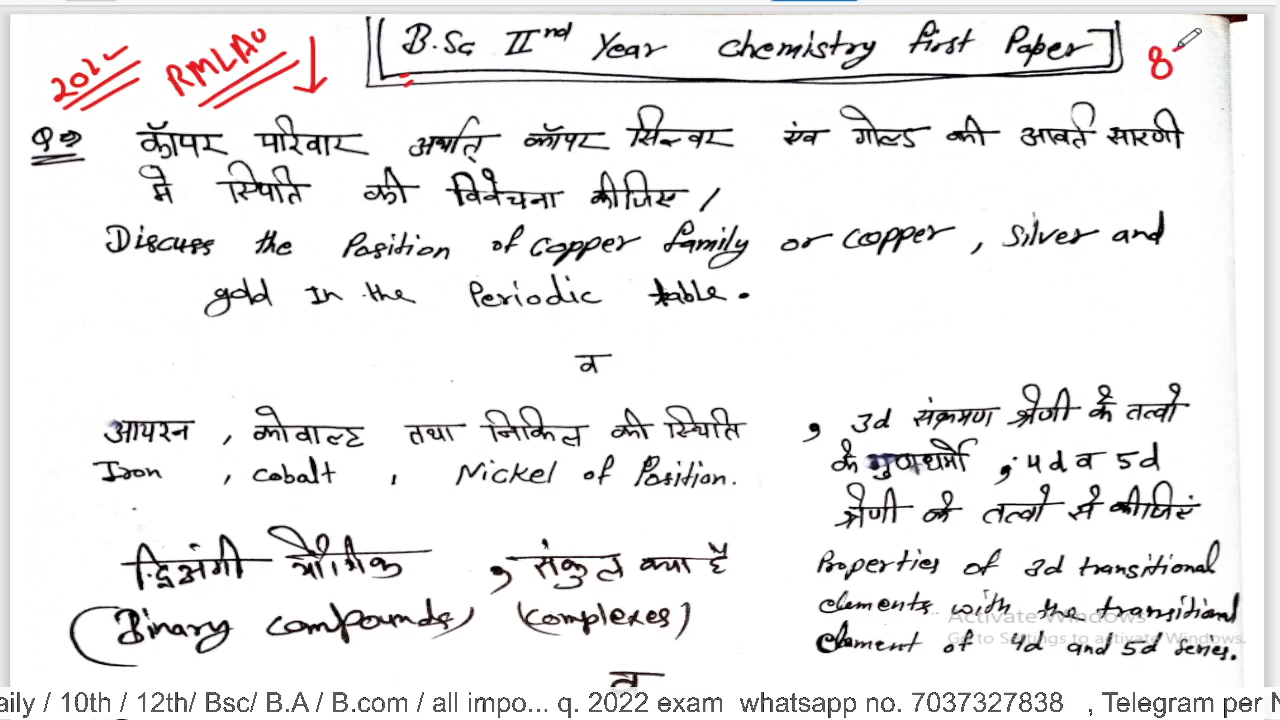 2022 RMLAU
B.Sc IInd Year Chemistry first Paper
8
Q⇒ कॉपर परिवार अर्थात् कॉपर सिल्वर एंव गोल्ड की आवर्त सारणी
मे स्थिति की विवेचना कीजिए /
Discuss the Position of copper family or copper, Silver and
gold In the Periodic table.
व
आयरन , कोवाल्ट तथा निकिल की स्थिति
Iron , cobalt , Nickel of Position.
, 3d संक्रमण श्रेणी के तत्वो
के गुणधर्मो , 4d व 5d
श्रेणी के तत्वो से कीजिएं
Properties of 3d transitional
elements with the transitional
element of 4d and 5d series.
द्विअंगी यौगिक , संकुल क्या है
(Binary compounds) (complexes)
व
Activate Windows
Go to Settings to activate Windows.
aily / 10th / 12th/ Bsc/ B.A / B.com / all impo... q. 2022 exam whatsapp no. 7037327838 , Telegram per N